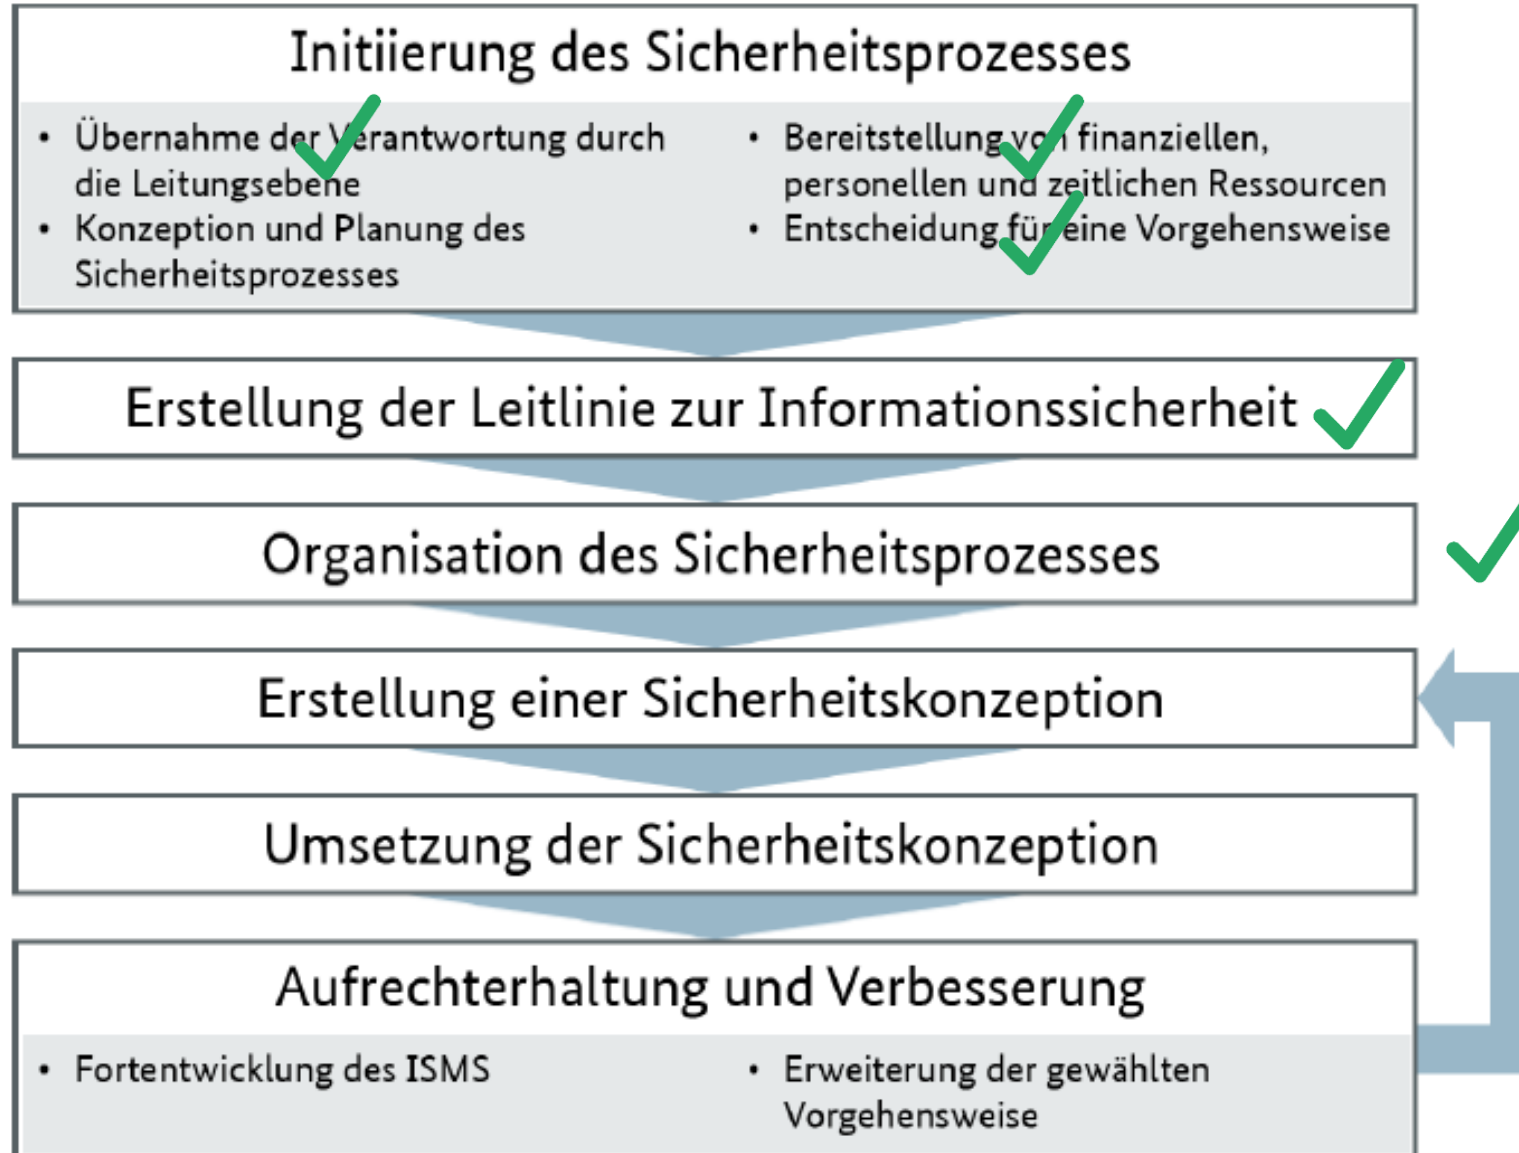 Initiierung des Sicherheitsprozesses
• Übernahme der Verantwortung durch
die Leitungsebene
• Konzeption und Planung des
Sicherheitsprozesses
• Bereitstellung von finanziellen,
personellen und zeitlichen Ressourcen
• Entscheidung für eine Vorgehensweise
Erstellung der Leitlinie zur Informationssicherheit
Organisation des Sicherheitsprozesses
Erstellung einer Sicherheitskonzeption
Umsetzung der Sicherheitskonzeption
Aufrechterhaltung und Verbesserung
• Fortentwicklung des ISMS
• Erweiterung der gewählten
Vorgehensweise